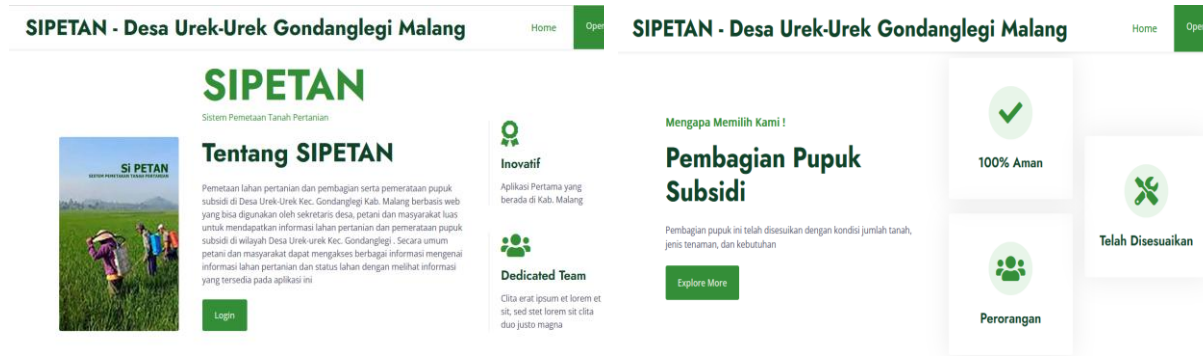 SIPETAN - Desa Urek-Urek Gondanglegi Malang
Home
SIPETAN
Sistem Pemetaan Tanah Pertanian
Si PETAN
SISTEM PEMETAAN TANAH PERTANIAN
Tentang SIPETAN
Pemetaan lahan pertanian dan pembagian serta pemerataan pupuk
subsidi di Desa Urek-Urek Kec. Gondanglegi Kab. Malang berbasis web
yang bisa digunakan oleh sekretaris desa, petani dan masyarakat luas
untuk mendapatkan informasi lahan pertanian dan pemerataan pupuk
subsidi di wilayah Desa Urek-urek Kec. Gondanglegi . Secara umum
petani dan masyarakat dapat mengakses berbagai informasi mengenai
informasi lahan pertanian dan status lahan dengan melihat informasi
yang tersedia pada aplikasi ini
Login
Inovatif
Aplikasi Pertama yang
berada di Kab. Malang
Dedicated Team
Clita erat ipsum et lorem et
sit, sed stet lorem sit clita
duo justo magna
SIPETAN - Desa Urek-Urek Gondanglegi Malang
Home
Mengapa Memilih Kami !
Pembagian Pupuk
Subsidi
Pembagian pupuk ini telah disesuikan dengan kondisi jumlah tanah,
jenis tenaman, dan kebutuhan
Explore More
100% Aman
Telah Disesuaikan
Perorangan